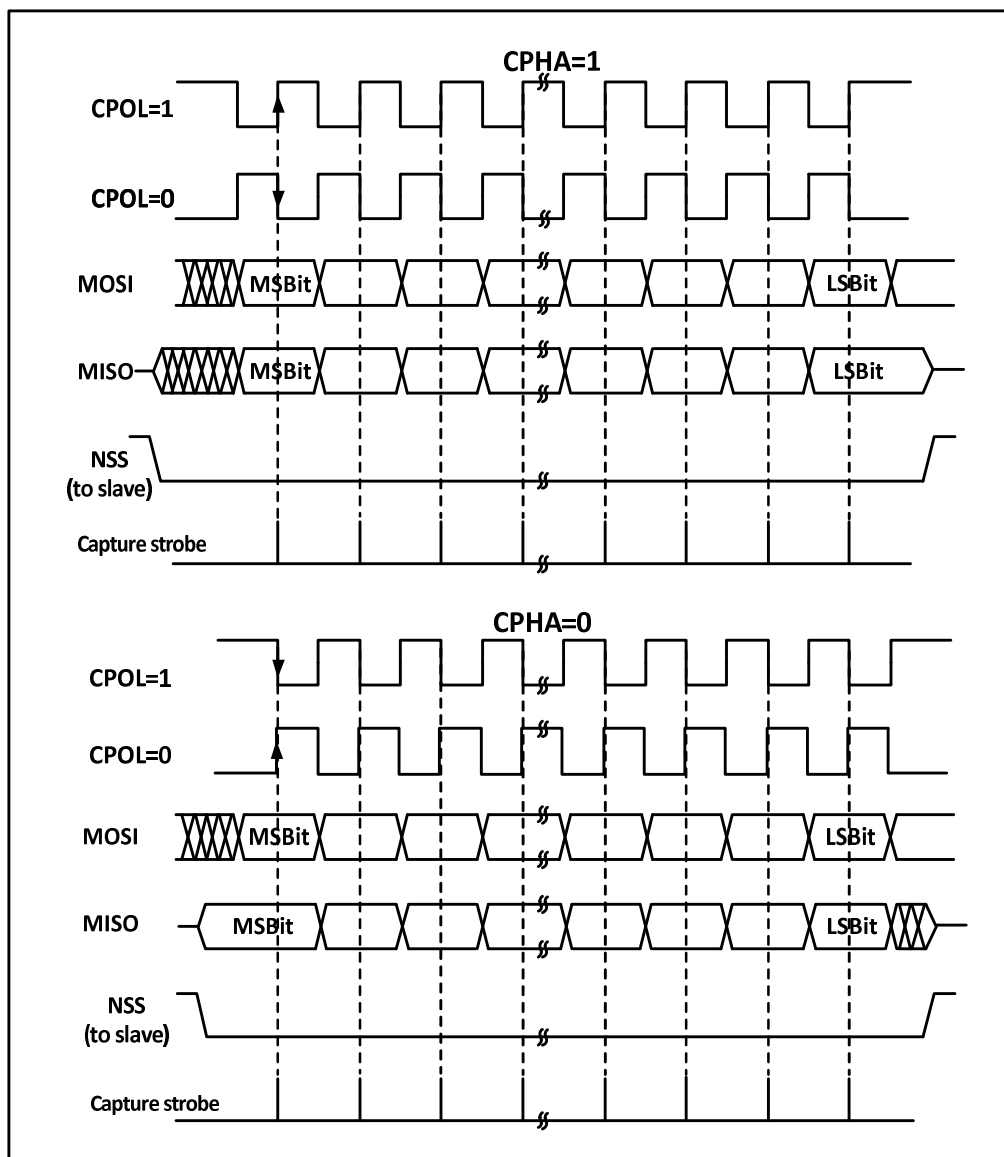 CPHA=1
CPOL=1
CPOL=0
MOSI MSBit LSBit
MISO MSBit LSBit
NSS
(to slave)
Capture strobe
CPHA=0
CPOL=1
CPOL=0
MOSI MSBit LSBit
MISO MSBit LSBit
NSS
(to slave)
Capture strobe